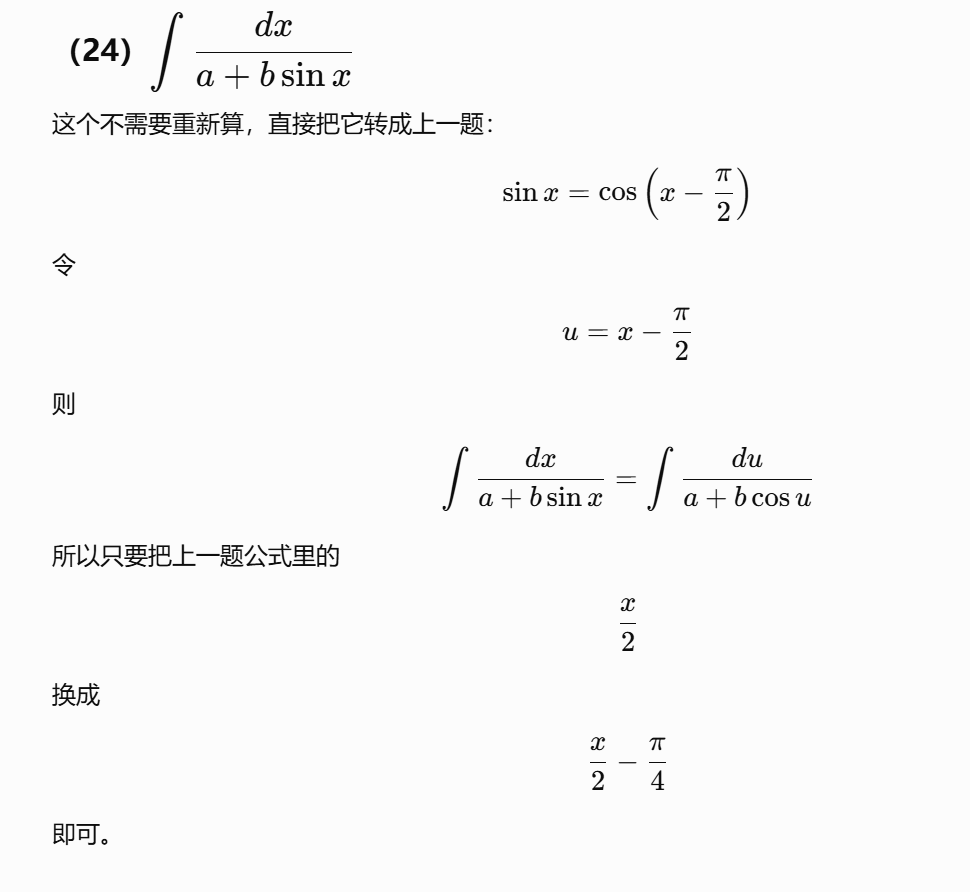 (24) ∫ dx / (a + b sin x)
这个不需要重新算，直接把它转成上一题：
sin x = cos (x − π/2)
令
u = x − π/2
则
∫ dx / (a + b sin x) = ∫ du / (a + b cos u)
所以只要把上一题公式里的
x/2
换成
x/2 − π/4
即可。